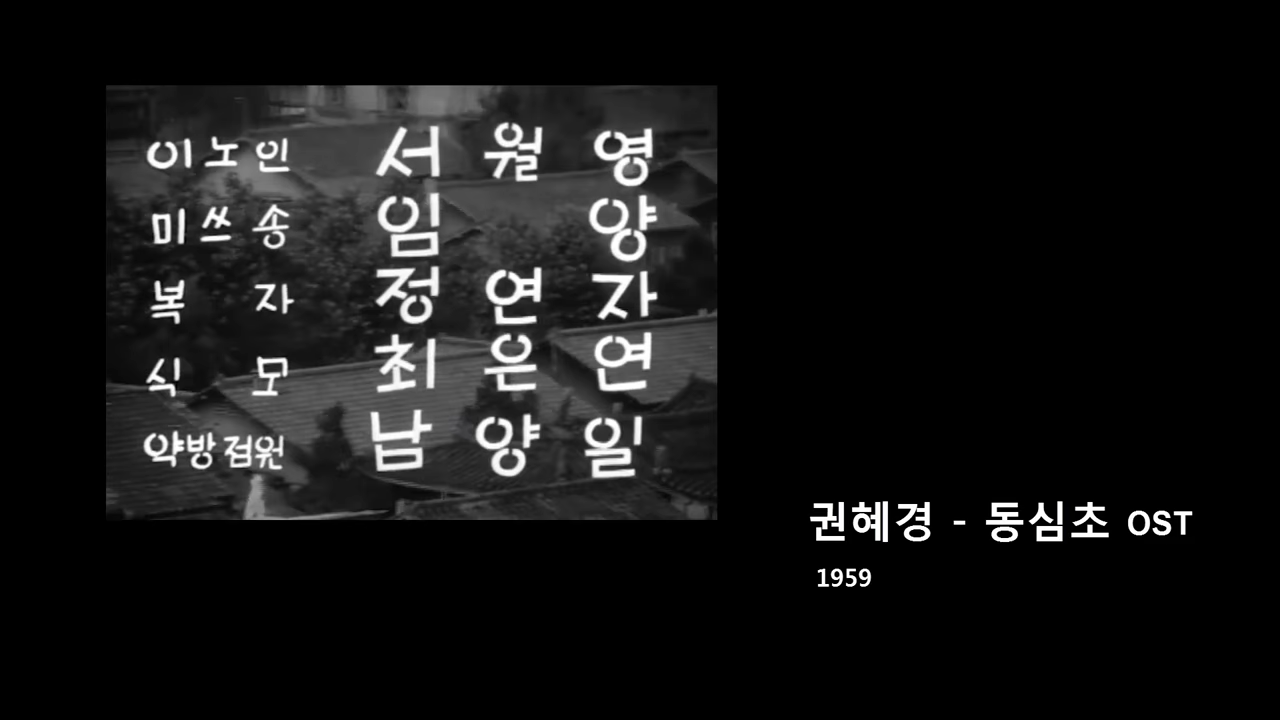 이노인 서월영
미쓰송 임양
복자 정연자
식모 최은연
약방점원 남양일
권혜경 - 동심초 OST
1959